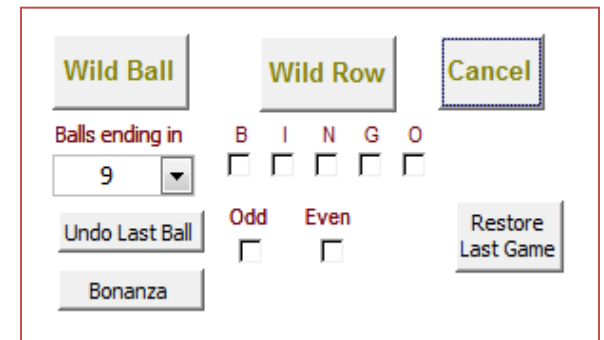 Wild Ball
Wild Row
Cancel
Balls ending in
B I N G O
9
Undo Last Ball
Odd Even
Restore
Last Game
Bonanza